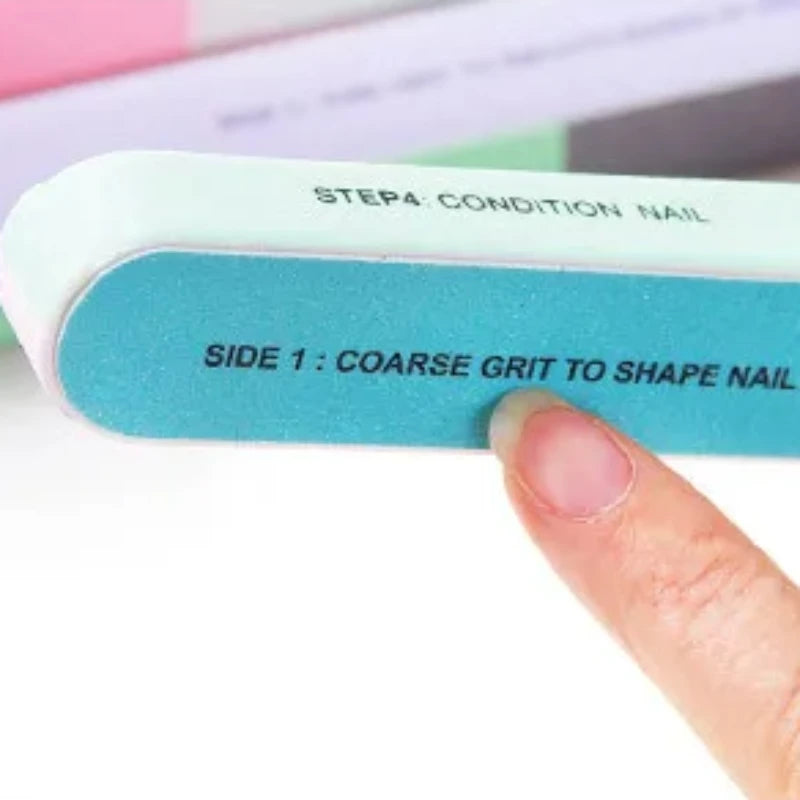 STEP4: CONDITION NAIL
SIDE 1 : COARSE GRIT TO SHAPE NAIL